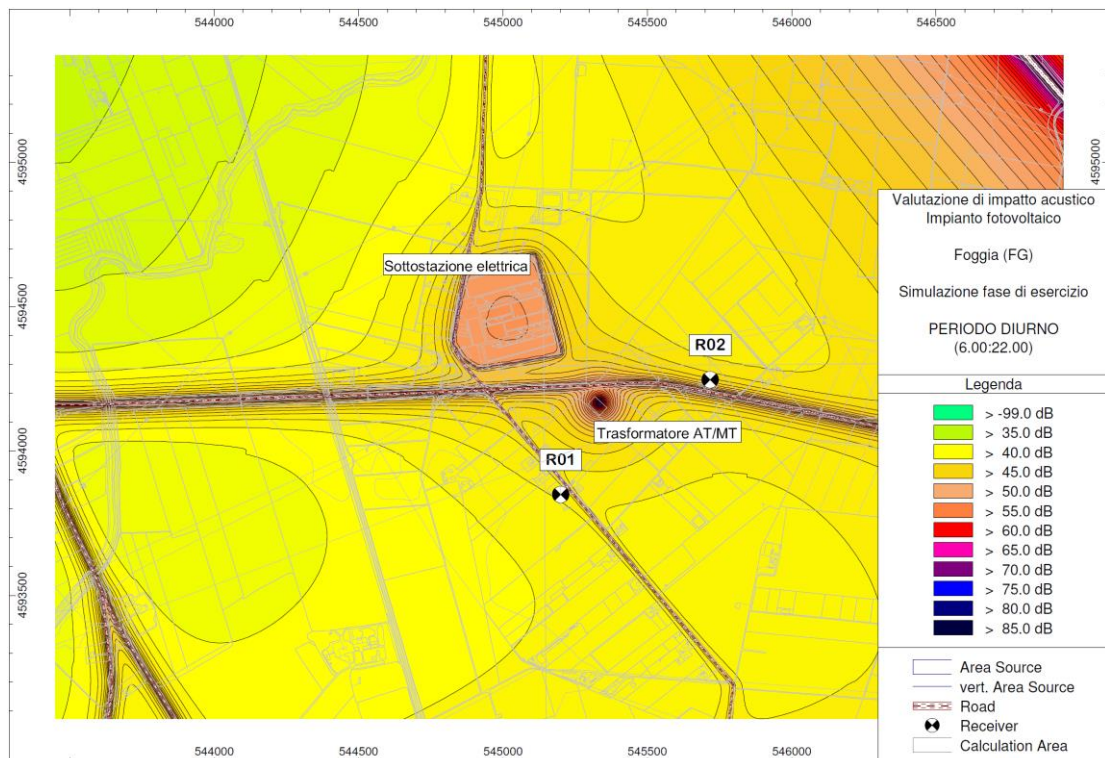 544000 544500 545000 545500 546000 546500
4595000
4595000
4594500
4594000
4593500
Sottostazione elettrica
R02
Trasformatore AT/MT
R01
Valutazione di impatto acustico
Impianto fotovoltaico
Foggia (FG)
Simulazione fase di esercizio
PERIODO DIURNO
(6.00:22.00)
Legenda
> -99.0 dB
> 35.0 dB
> 40.0 dB
> 45.0 dB
> 50.0 dB
> 55.0 dB
> 60.0 dB
> 65.0 dB
> 70.0 dB
> 75.0 dB
> 80.0 dB
> 85.0 dB
Area Source
vert. Area Source
Road
Receiver
Calculation Area
544000 544500 545000 545500 546000